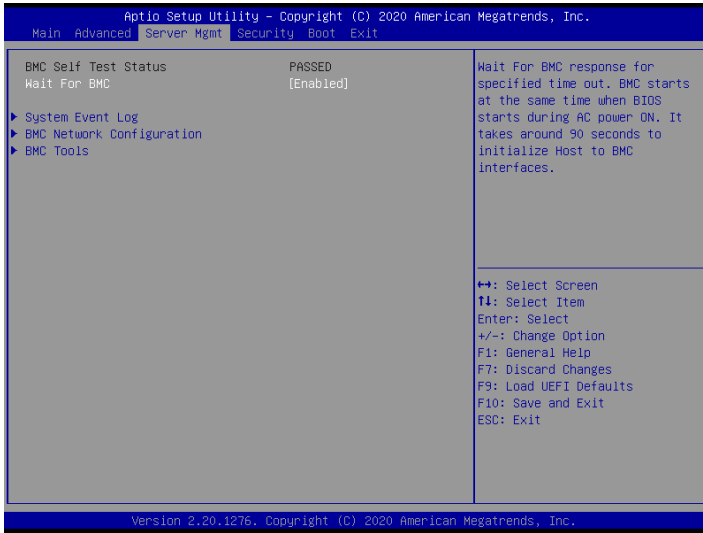 Aptio Setup Utility - Copyright (C) 2020 American Megatrends, Inc.
Main Advanced Server Mgmt Security Boot Exit
BMC Self Test Status PASSED
Wait For BMC [Enabled]
System Event Log
BMC Network Configuration
BMC Tools
Wait For BMC response for
specified time out. BMC starts
at the same time when BIOS
starts during AC power ON. It
takes around 90 seconds to
initialize Host to BMC
interfaces.
↔: Select Screen
↑↓: Select Item
Enter: Select
+/-: Change Option
F1: General Help
F7: Discard Changes
F9: Load UEFI Defaults
F10: Save and Exit
ESC: Exit
Version 2.20.1276. Copyright (C) 2020 American Megatrends, Inc.